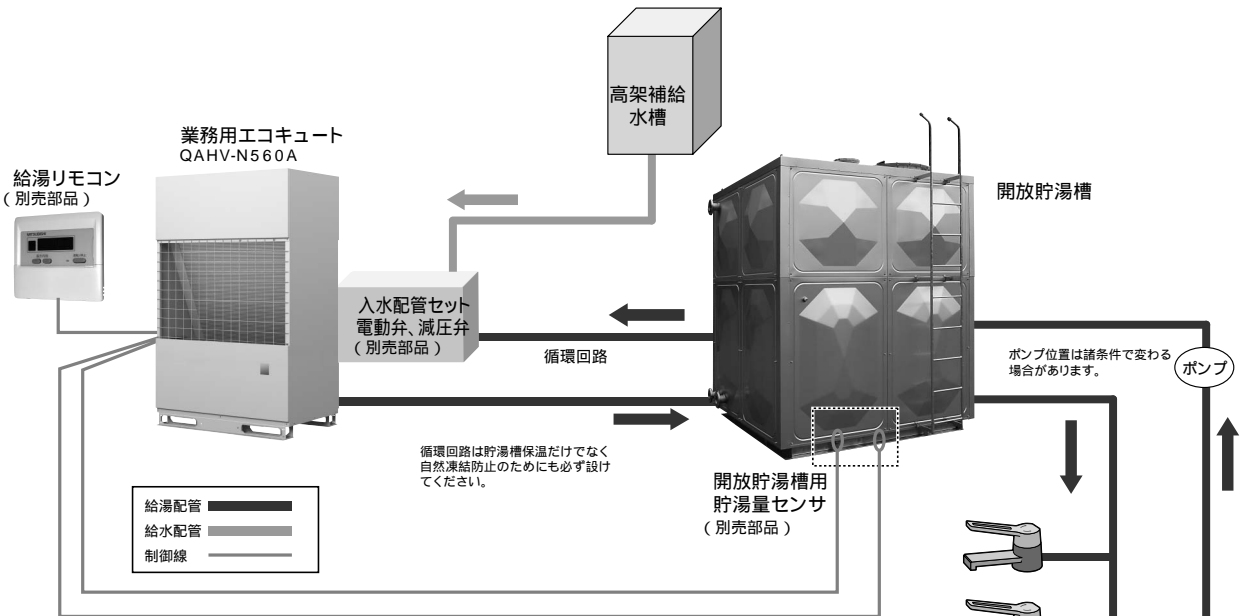 高架補給
水槽
業務用エコキュート
QAHV-N560A
給湯リモコン
(別売部品)
開放貯湯槽
入水配管セット
電動弁、減圧弁
(別売部品)
循環回路
ポンプ位置は諸条件で変わる
場合があります。
ポンプ
循環回路は貯湯槽保温だけでなく
自然凍結防止のためにも必ず設け
てください。
開放貯湯槽用
貯湯量センサ
(別売部品)
給湯配管
給水配管
制御線